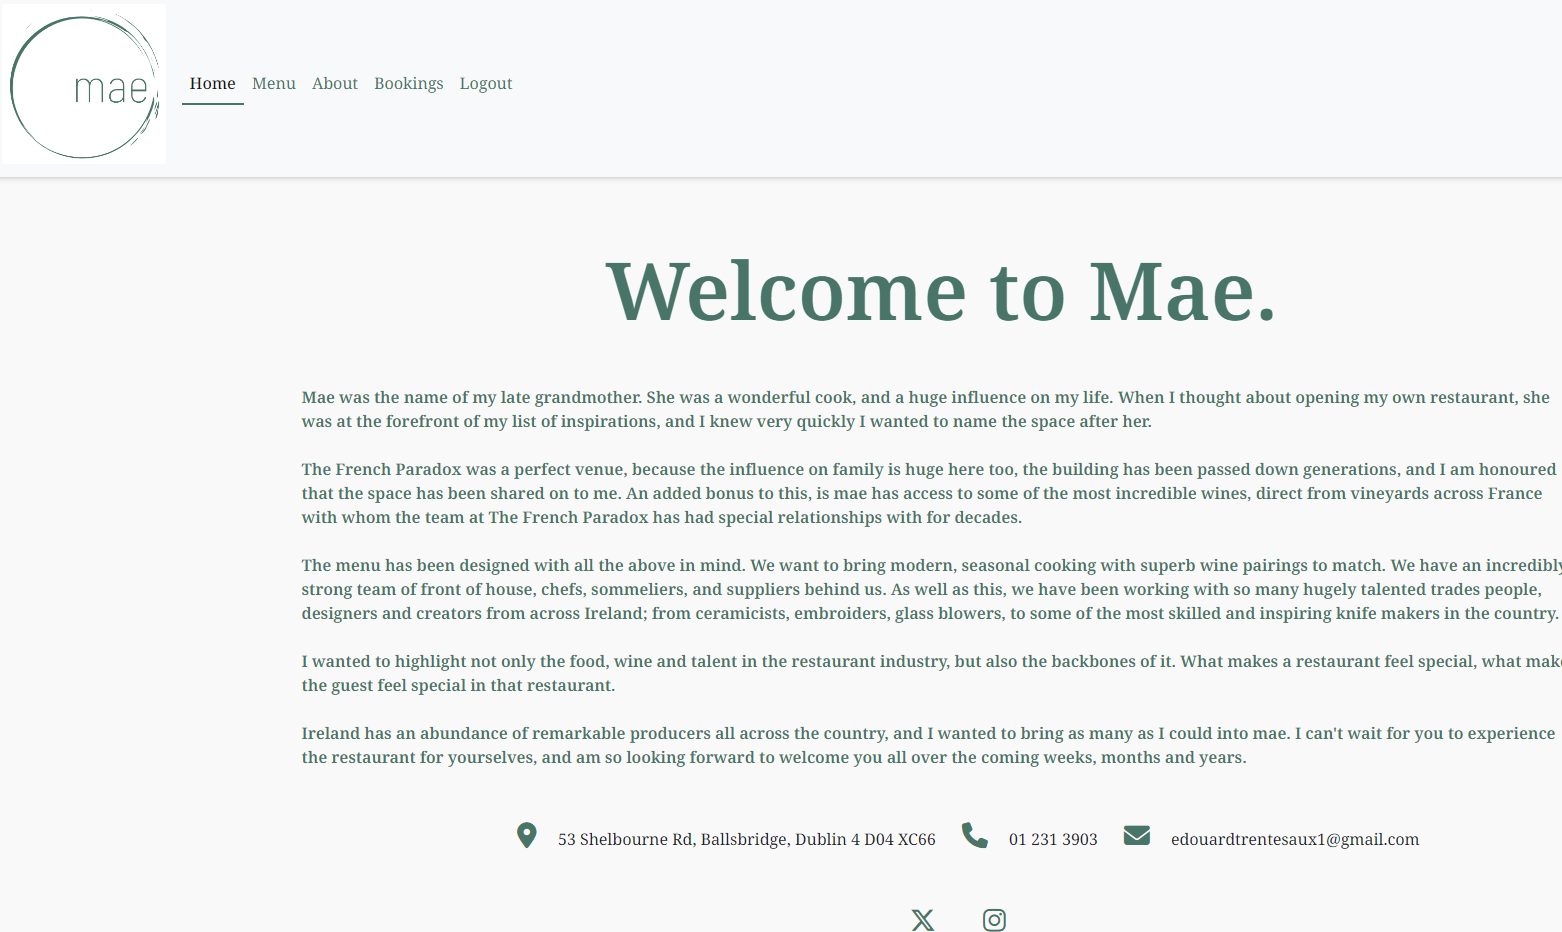 mae
Home Menu About Bookings Logout
Welcome to Mae.
Mae was the name of my late grandmother. She was a wonderful cook, and a huge influence on my life. When I thought about opening my own restaurant, she
was at the forefront of my list of inspirations, and I knew very quickly I wanted to name the space after her.
The French Paradox was a perfect venue, because the influence on family is huge here too, the building has been passed down generations, and I am honoured
that the space has been shared on to me. An added bonus to this, is mae has access to some of the most incredible wines, direct from vineyards across France
with whom the team at The French Paradox has had special relationships with for decades.
The menu has been designed with all the above in mind. We want to bring modern, seasonal cooking with superb wine pairings to match. We have an incredibly
strong team of front of house, chefs, sommeliers, and suppliers behind us. As well as this, we have been working with so many hugely talented trades people,
designers and creators from across Ireland; from ceramicists, embroiders, glass blowers, to some of the most skilled and inspiring knife makers in the country.
I wanted to highlight not only the food, wine and talent in the restaurant industry, but also the backbones of it. What makes a restaurant feel special, what mak
the guest feel special in that restaurant.
Ireland has an abundance of remarkable producers all across the country, and I wanted to bring as many as I could into mae. I can't wait for you to experience
the restaurant for yourselves, and am so looking forward to welcome you all over the coming weeks, months and years.
53 Shelbourne Rd, Ballsbridge, Dublin 4 D04 XC66 01 231 3903 edouardtrentesaux1@gmail.com